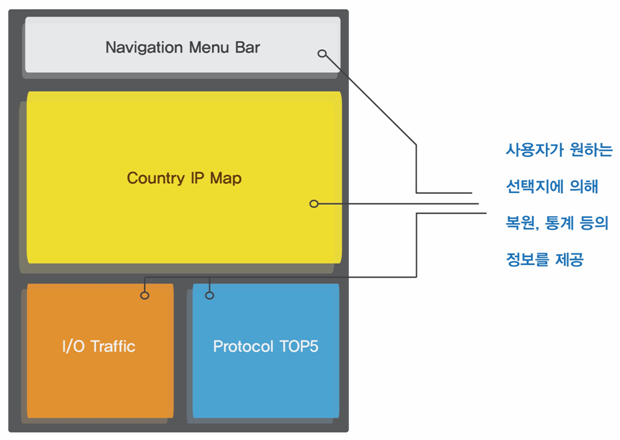 Navigation Menu Bar
Country IP Map
사용자가 원하는
선택지에 의해
복원, 통계 등의
정보를 제공
I/O Traffic
Protocol TOP5